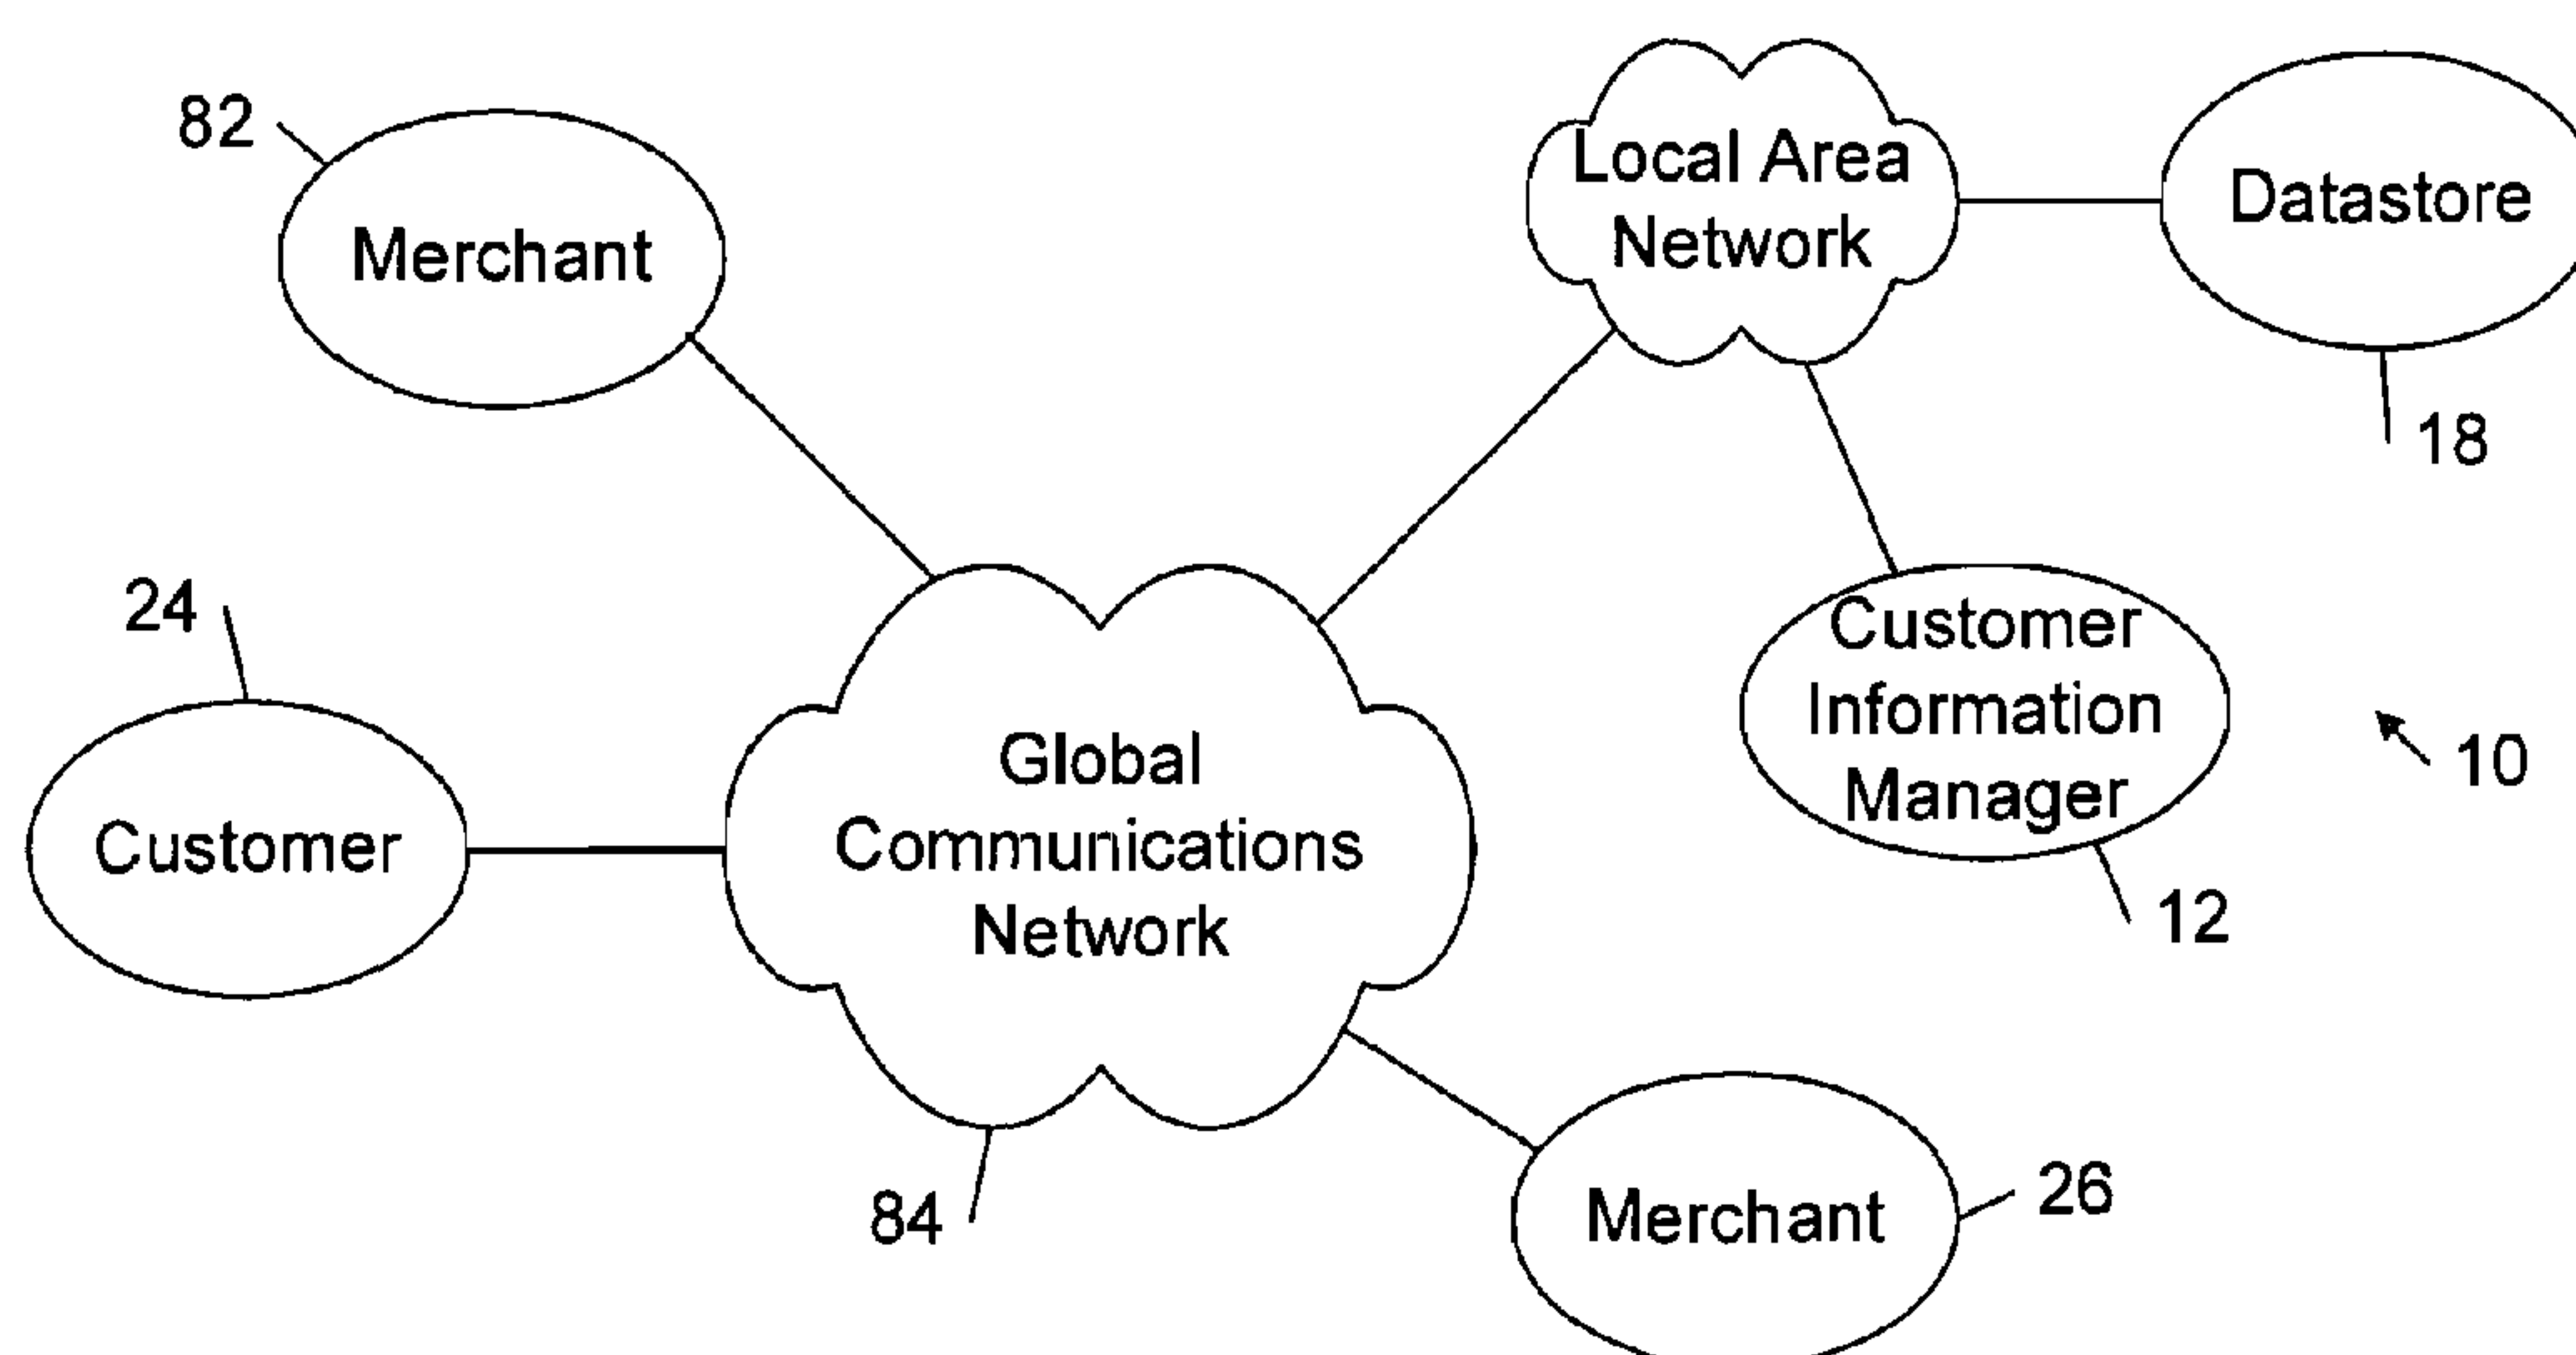 82
Merchant
Local Area
Network
Datastore
18
24
Customer
Global
Communications
Network
Customer
Information
Manager
10
12
84
Merchant
26